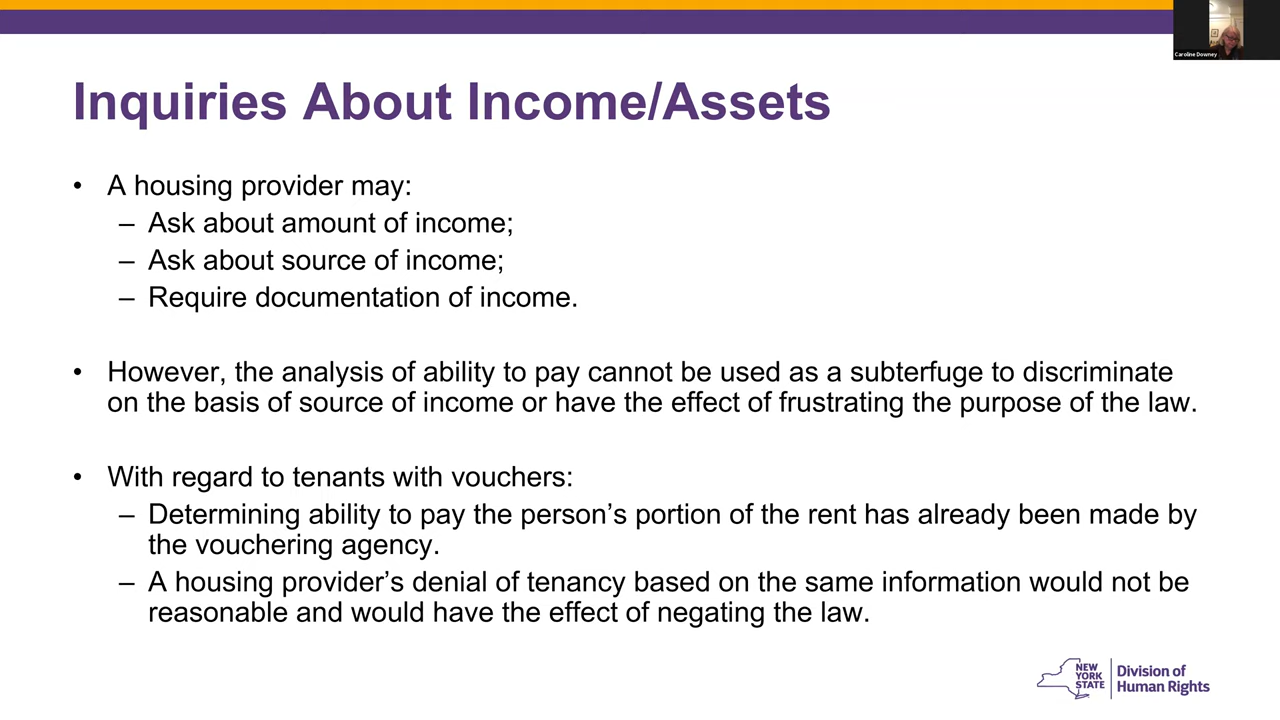 Caroline Downey
Inquiries About Income/Assets
• A housing provider may:
– Ask about amount of income;
– Ask about source of income;
– Require documentation of income.
• However, the analysis of ability to pay cannot be used as a subterfuge to discriminate
on the basis of source of income or have the effect of frustrating the purpose of the law.
• With regard to tenants with vouchers:
– Determining ability to pay the person’s portion of the rent has already been made by
the vouchering agency.
– A housing provider’s denial of tenancy based on the same information would not be
reasonable and would have the effect of negating the law.
NEW
YORK
STATE
Division of
Human Rights